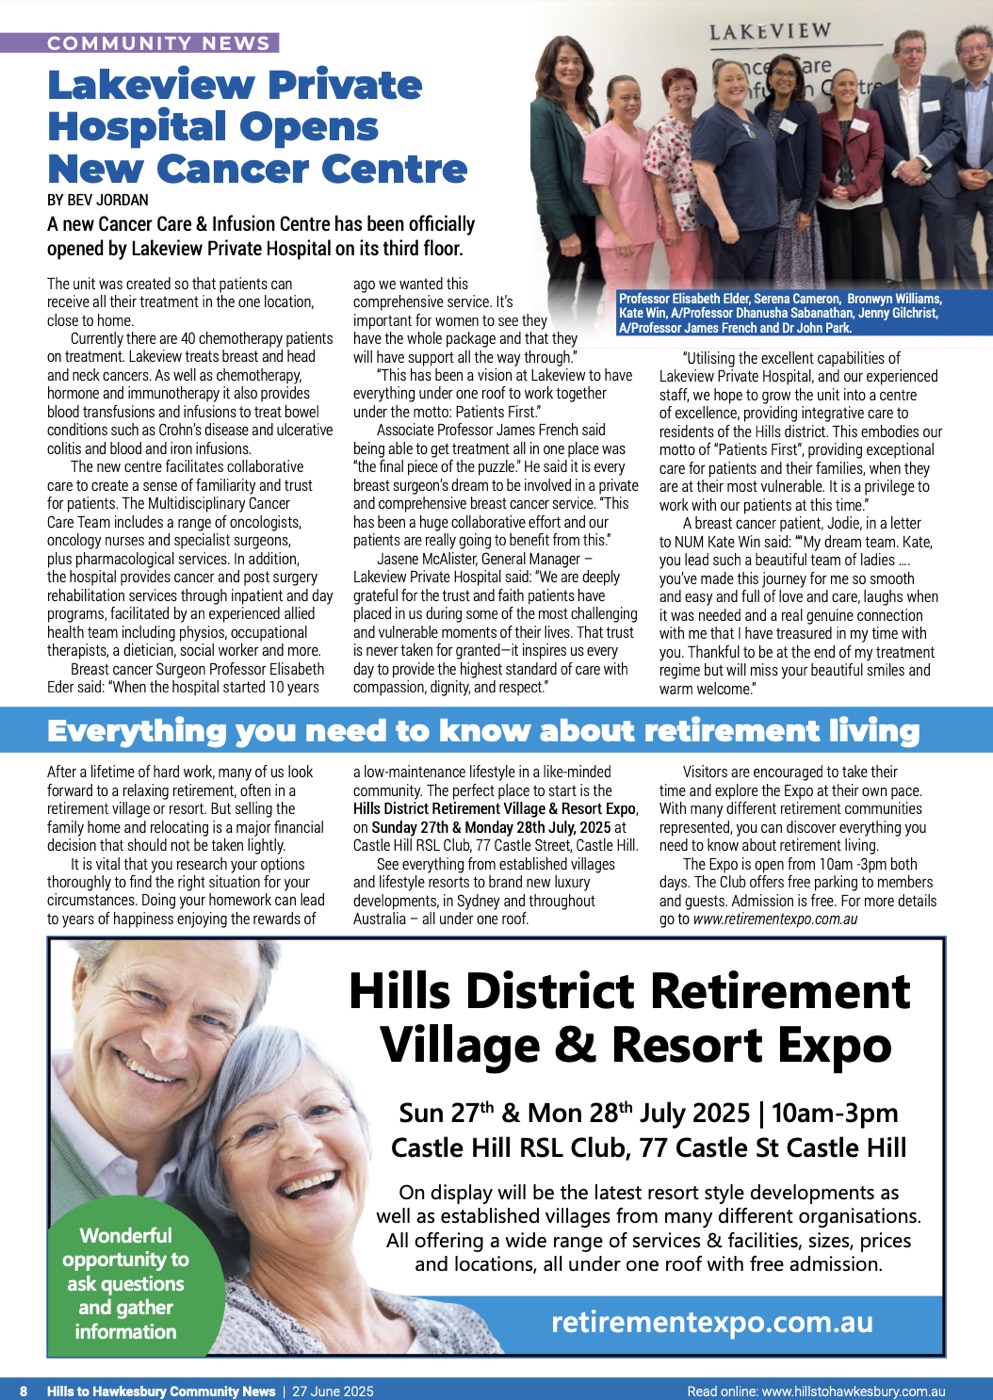 COMMUNITY NEWS
Lakeview Private
Hospital Opens
New Cancer Centre
BY BEV JORDAN
A new Cancer Care & Infusion Centre has been officially
opened by Lakeview Private Hospital on its third floor.
LAKEVIEW
Professor Elisabeth Elder, Serena Cameron, Bronwyn Williams,
Kate Win, A/Professor Dhanusha Sabanathan, Jenny Gilchrist,
A/Professor James French and Dr John Park.
The unit was created so that patients can
receive all their treatment in the one location,
close to home.
Currently there are 40 chemotherapy patients
on treatment. Lakeview treats breast and head
and neck cancers. As well as chemotherapy,
hormone and immunotherapy it also provides
blood transfusions and infusions to treat bowel
conditions such as Crohn's disease and ulcerative
colitis and blood and iron infusions.
The new centre facilitates collaborative
care to create a sense of familiarity and trust
for patients. The Multidisciplinary Cancer
Care Team includes a range of oncologists,
oncology nurses and specialist surgeons,
plus pharmacological services. In addition,
the hospital provides cancer and post surgery
rehabilitation services through inpatient and day
programs, facilitated by an experienced allied
health team including physios, occupational
therapists, a dietician, social worker and more.
Breast cancer Surgeon Professor Elisabeth
Eder said: “When the hospital started 10 years
ago we wanted this
comprehensive service. It's
important for women to see they
have the whole package and that they
will have support all the way through.”
“This has been a vision at Lakeview to have
everything under one roof to work together
under the motto: Patients First.”
Associate Professor James French said
being able to get treatment all in one place was
“the final piece of the puzzle.” He said it is every
breast surgeon's dream to be involved in a private
and comprehensive breast cancer service. “This
has been a huge collaborative effort and our
patients are really going to benefit from this.”
Jasene McAlister, General Manager –
Lakeview Private Hospital said: “We are deeply
grateful for the trust and faith patients have
placed in us during some of the most challenging
and vulnerable moments of their lives. That trust
is never taken for granted—it inspires us every
day to provide the highest standard of care with
compassion, dignity, and respect.”
“Utilising the excellent capabilities of
Lakeview Private Hospital, and our experienced
staff, we hope to grow the unit into a centre
of excellence, providing integrative care to
residents of the Hills district. This embodies our
motto of “Patients First”, providing exceptional
care for patients and their families, when they
are at their most vulnerable. It is a privilege to
work with our patients at this time.”
A breast cancer patient, Jodie, in a letter
to NUM Kate Win said: ““My dream team. Kate,
you lead such a beautiful team of ladies ....
you've made this journey for me so smooth
and easy and full of love and care, laughs when
it was needed and a real genuine connection
with me that I have treasured in my time with
you. Thankful to be at the end of my treatment
regime but will miss your beautiful smiles and
warm welcome.”
Everything you need to know about retirement living
After a lifetime of hard work, many of us look
forward to a relaxing retirement, often in a
retirement village or resort. But selling the
family home and relocating is a major financial
decision that should not be taken lightly.
It is vital that you research your options
thoroughly to find the right situation for your
circumstances. Doing your homework can lead
to years of happiness enjoying the rewards of
a low-maintenance lifestyle in a like-minded
community. The perfect place to start is the
Hills District Retirement Village & Resort Expo,
on Sunday 27th & Monday 28th July, 2025 at
Castle Hill RSL Club, 77 Castle Street, Castle Hill.
See everything from established villages
and lifestyle resorts to brand new luxury
developments, in Sydney and throughout
Australia – all under one roof.
Visitors are encouraged to take their
time and explore the Expo at their own pace.
With many different retirement communities
represented, you can discover everything you
need to know about retirement living.
The Expo is open from 10am -3pm both
days. The Club offers free parking to members
and guests. Admission is free. For more details
go to www.retirementexpo.com.au
Hills District Retirement
Village & Resort Expo
Sun 27th & Mon 28th July 2025 | 10am-3pm
Castle Hill RSL Club, 77 Castle St Castle Hill
On display will be the latest resort style developments as
well as established villages from many different organisations.
All offering a wide range of services & facilities, sizes, prices
and locations, all under one roof with free admission.
Wonderful
opportunity to
ask questions
and gather
information
retirementexpo.com.au
8 Hills to Hawkesbury Community News | 27 June 2025
Read online: www.hillstohawkesbury.com.au